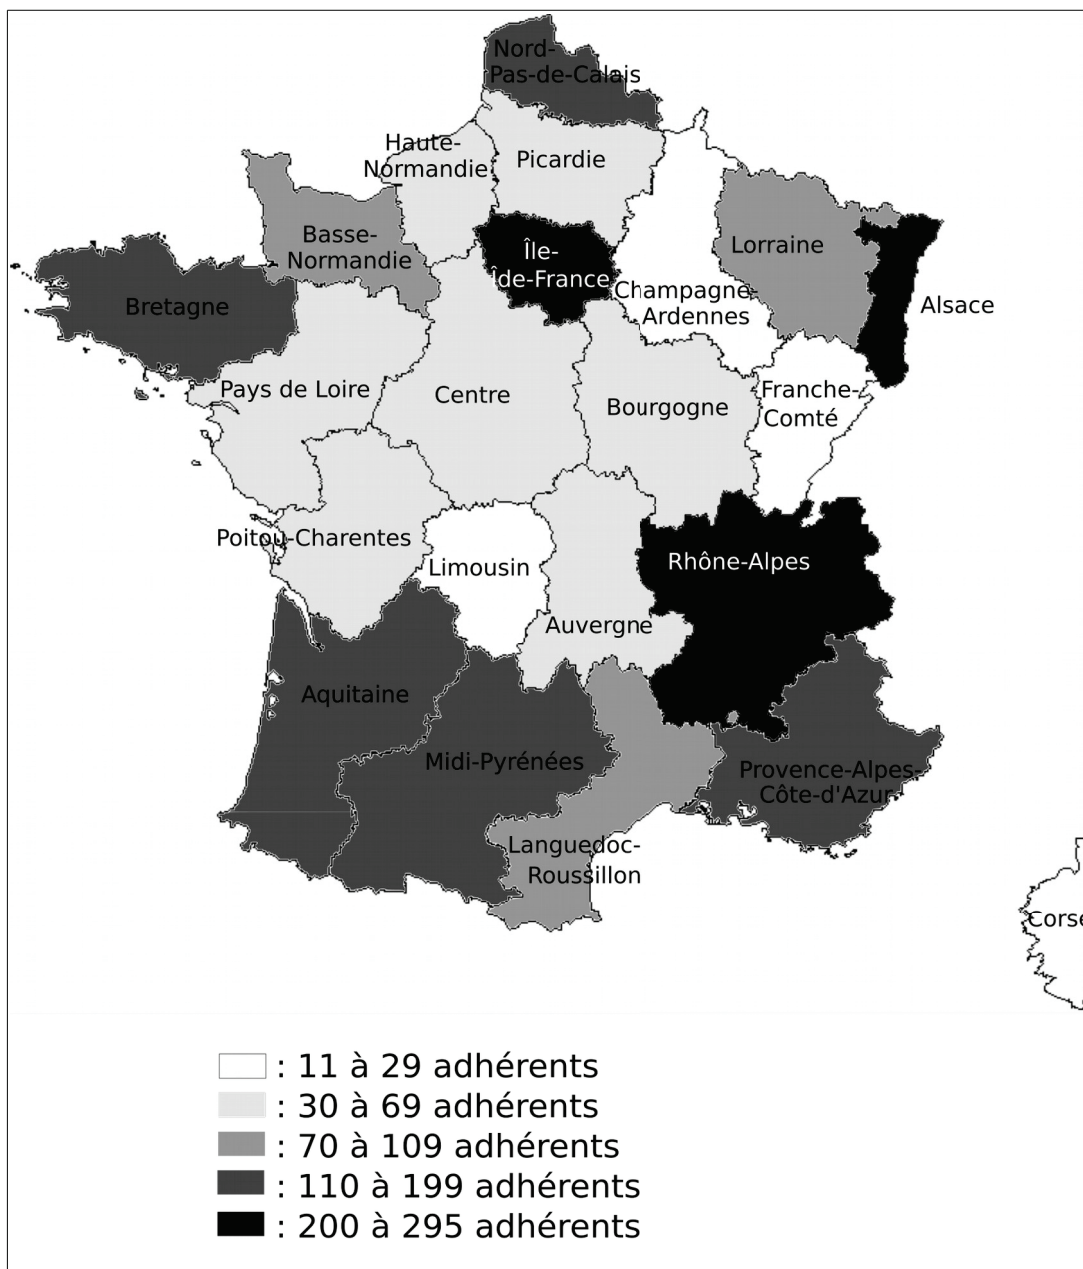 Nord-
Pas-de-Calais
Haute-
Normandie
Picardie
Basse-
Normandie
Île-
Îde-France
Lorraine
Champagne-
Ardennes
Alsace
Bretagne
Pays de Loire
Centre
Bourgogne
Franche-
Comté
Poitou-Charentes
Limousin
Rhône-Alpes
Auvergne
Aquitaine
Midi-Pyrénées
Provence-Alpes-
Côte-d'Azur
Languedoc-
Roussillon
Corse
: 11 à 29 adhérents
: 30 à 69 adhérents
: 70 à 109 adhérents
: 110 à 199 adhérents
: 200 à 295 adhérents